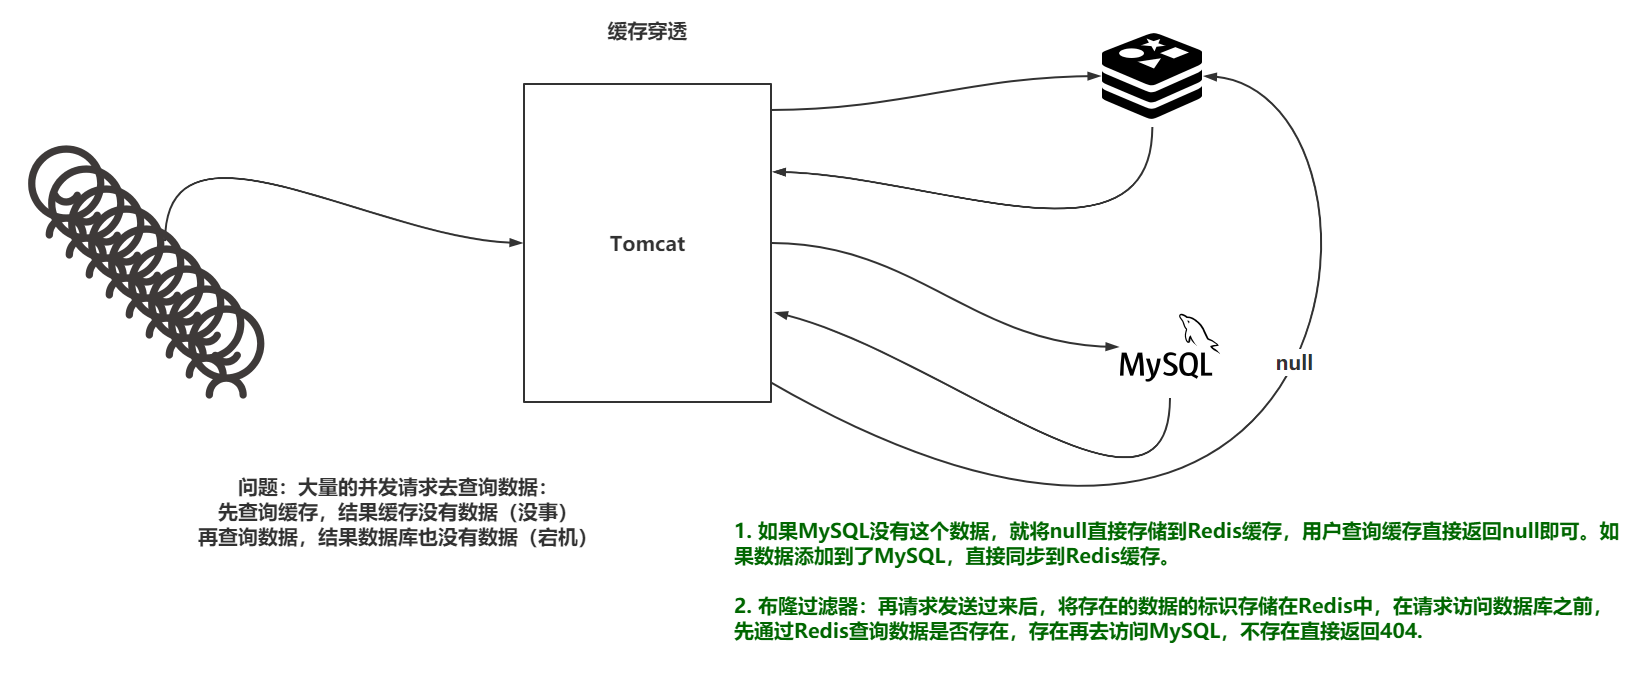 缓存穿透
Tomcat
MySQL
null
问题：大量的并发请求去查询数据：
先查询缓存，结果缓存没有数据（没事）
再查询数据，结果数据库也没有数据（宕机）
1. 如果MySQL没有这个数据，就将null直接存储到Redis缓存，用户查询缓存直接返回null即可。如
果数据添加到了MySQL，直接同步到Redis缓存。
2. 布隆过滤器：再请求发送过来后，将存在的数据的标识存储在Redis中，在请求访问数据库之前，
先通过Redis查询数据是否存在，存在再去访问MySQL，不存在直接返回404.